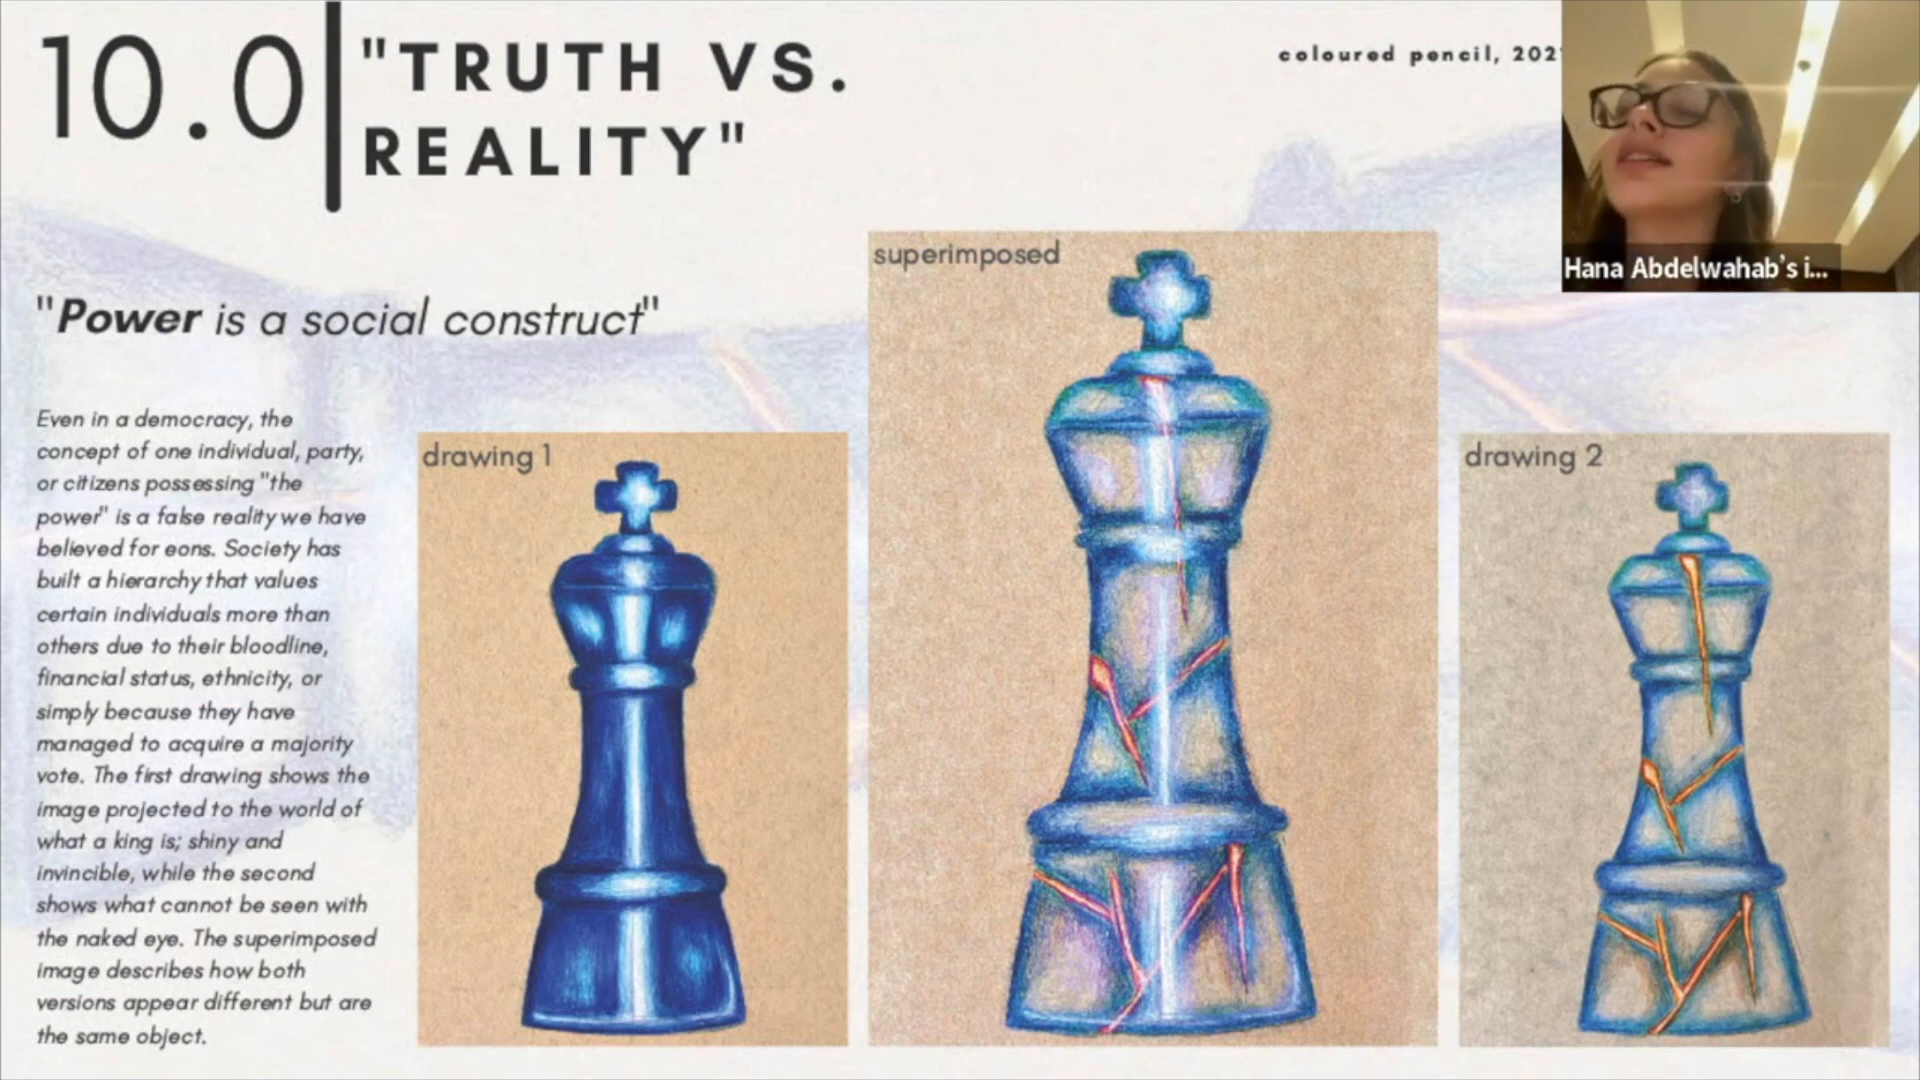 10.0
"TRUTH VS.
REALITY"
coloured pencil,
Hana Abdelwahab's i...
"Power is a social construct"
Even in a democracy, the
concept of one individual, party,
or citizens possessing "the
power" is a false reality we have
believed for eons. Society has
built a hierarchy that values
certain individuals more than
others due to their bloodline,
financial status, ethnicity, or
simply because they have
managed to acquire a majority
vote. The first drawing shows the
image projected to the world of
what a king is; shiny and
invincible, while the second
shows what cannot be seen with
the naked eye. The superimposed
image describes how both
versions appear different but are
the same object.
drawing 1
superimposed
drawing 2